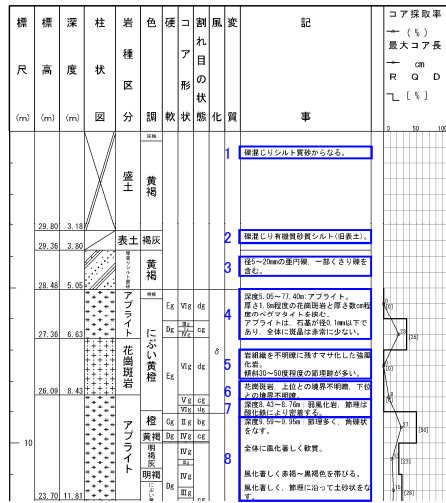 標尺(m)
標高(m)
深度(m)
柱状図
岩種区分
色調
硬軟
コア形状
割れ目の状態
風化
変質
記事
コア採取率
(%)
最大コア長
cm
R Q D
[%]
0 50 100
盛土
黄褐
1
礫混じりシルト質砂からなる。
29.80 3.18
表土
褐灰
2
礫混じり有機質砂質シルト(旧表土)。
29.36 3.80
黄褐
3
径5~20mmの亜円礫、一部くさり礫を
含む。
28.48 5.05
アプライト
にぶい黄橙
Eg
VIg
dg
4
深度5.05~77.40m:アプライト。
厚さ1.8m程度の花崗斑岩と厚さ数cm程
度のペグマタイトを挟む。
アプライトは、石基が径0.1mm以下で
あり、全体に斑晶は非常に少ない。
Dg
IVg
cg
27.36 6.63
花崗斑岩
δ
Eg
VIg
dg
5
岩組織を不明瞭に残すマサ化した強風
化岩。
傾斜30~50度程度の節理跡が多い。
26.09 8.43
6
花崗斑岩、上位との境界不明瞭、下位
との境界不明瞭。
アプライト
7
深度8.43~8.76m:弱風化岩、節理は
酸化鉄により密着する。
橙
Cg
IIg
bg
8
深度9.59~9.95m:節理多く、角礫状
をなす。
10
黄褐
Dg
IVg
cg
明褐灰
IVg
全体に風化著しく軟質。
明褐
IVg
風化著しく赤褐~黒褐色を帯びる。
Dg
IIIg
風化著しく、節理に沿って土砂状をな
す。
23.70 11.81